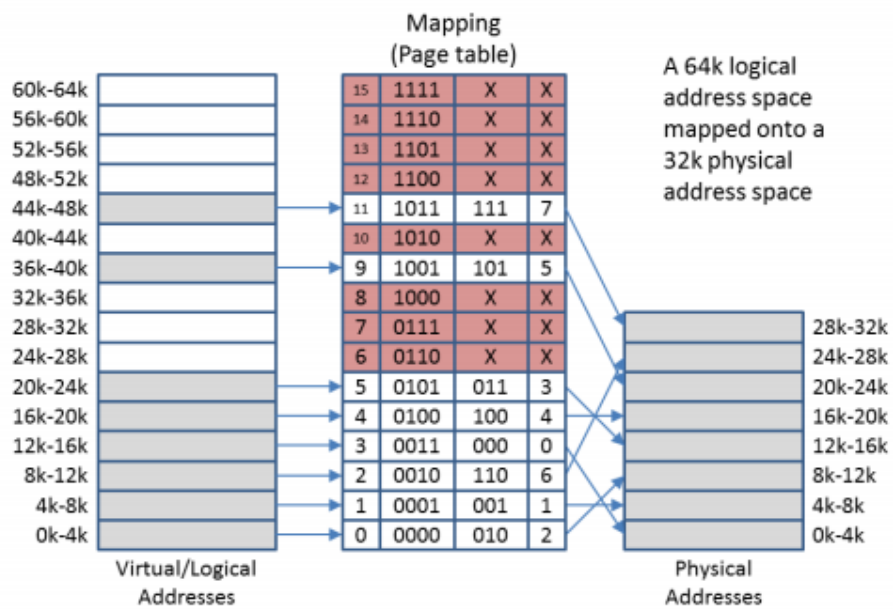 Mapping
(Page table)
A 64k logical
address space
mapped onto a
32k physical
address space
60k-64k 15 1111 X X
56k-60k 14 1110 X X
52k-56k 13 1101 X X
48k-52k 12 1100 X X
44k-48k 11 1011 111 7
40k-44k 10 1010 X X
36k-40k 9 1001 101 5
32k-36k 8 1000 X X
28k-32k 7 0111 X X 28k-32k
24k-28k 6 0110 X X 24k-28k
20k-24k 5 0101 011 3 20k-24k
16k-20k 4 0100 100 4 16k-20k
12k-16k 3 0011 000 0 12k-16k
8k-12k 2 0010 110 6 8k-12k
4k-8k 1 0001 001 1 4k-8k
0k-4k 0 0000 010 2 0k-4k
Virtual/Logical
Addresses
Physical
Addresses